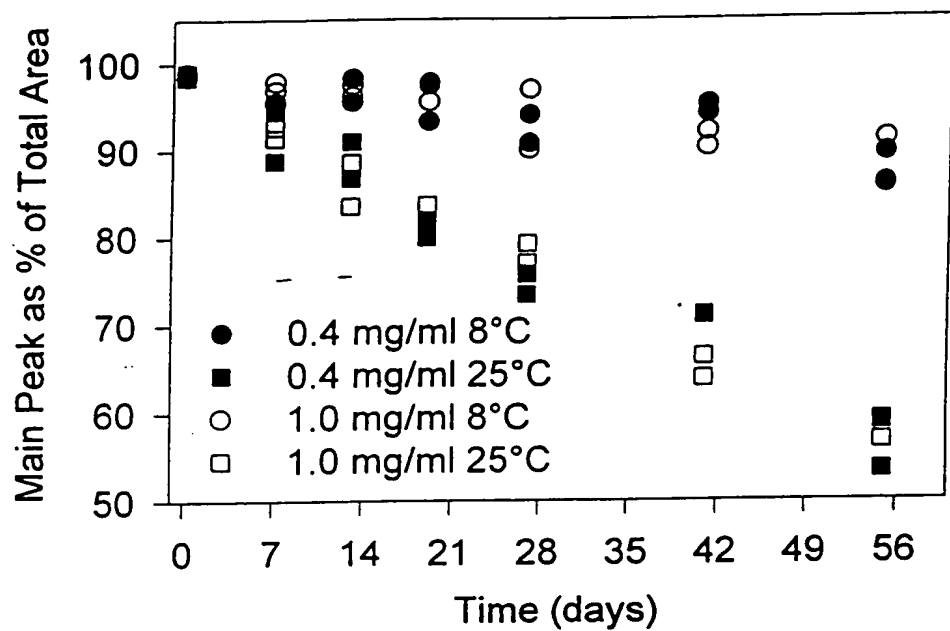 Main Peak as % of Total Area
100
90
80
70
60
50
0.4 mg/ml 8°C
0.4 mg/ml 25°C
1.0 mg/ml 8°C
1.0 mg/ml 25°C
0 7 14 21 28 35 42 49 56
Time (days)